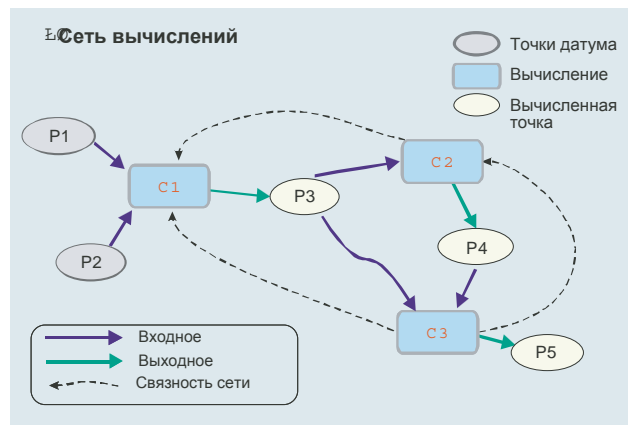 Сеть вычислений
Точки датума
Вычисление
Вычисленная
точка
P1
C1
P2
P3
C2
P4
C3
P5
Входное
Выходное
Связность сети